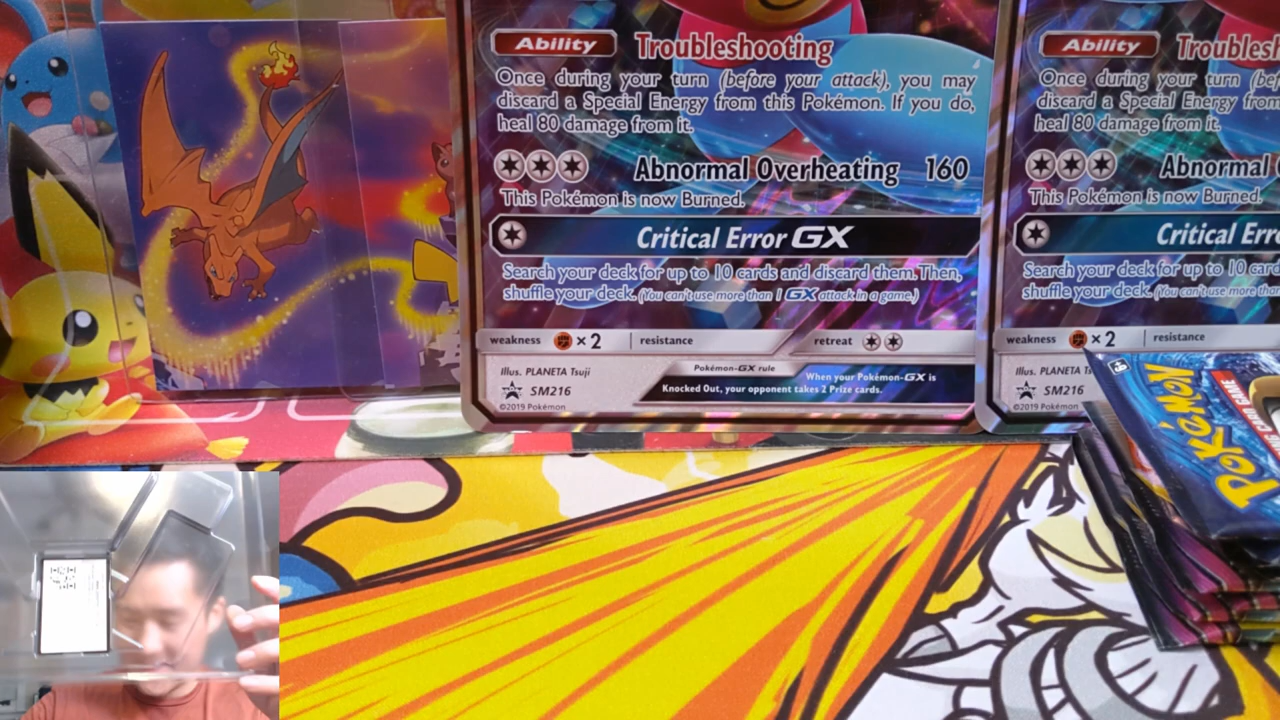 Ability Troubleshooting
Once during your turn (before your attack), you may
discard a Special Energy from this Pokémon. If you do,
heal 80 damage from it.
Abnormal Overheating 160
This Pokémon is now Burned.
Critical Error GX
Search your deck for up to 10 cards and discard them. Then,
shuffle your deck. (You can't use more than 1 GX attack in a game.)
weakness ×2 resistance retreat
Illus. PLANETA Tsuji
SM216
©2019 Pokémon
Pokémon-GX rule
When your Pokémon-GX is
Knocked Out, your opponent takes 2 Prize cards.
Ability
Once during your turn
discard a Special Energy from
heal 80 damage from it.
Abnormal
This Pokémon is now Burned.
Critical
Search your deck for up to 10
shuffle your deck. (You can't use more
weakness ×2 resistance
Illus. PLANETA
SM216
©2019 Pokémon
POKéMON